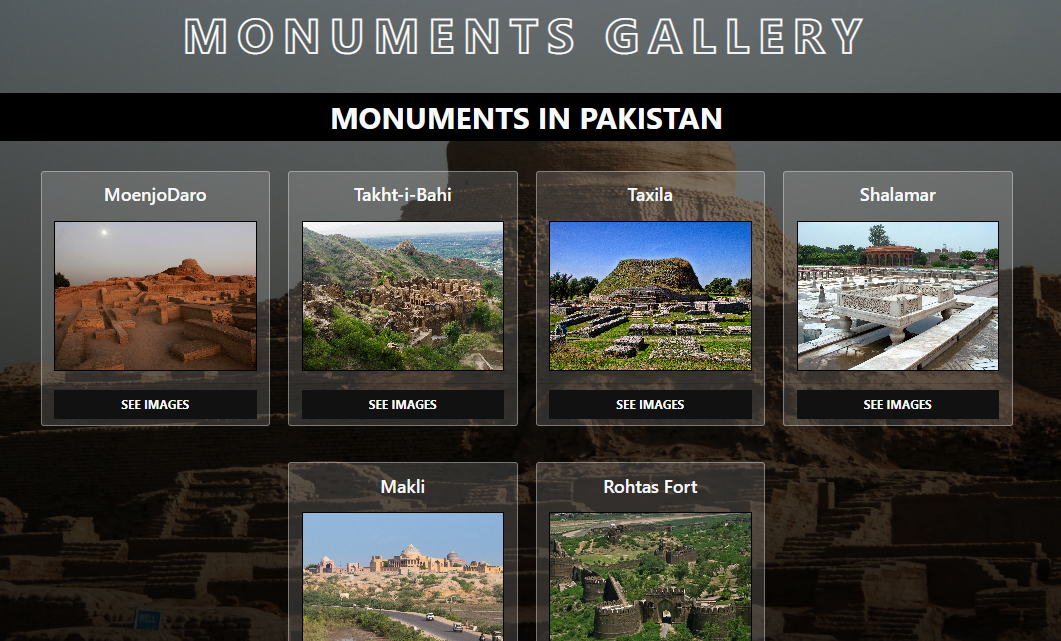 MONUMENTS GALLERY
MONUMENTS IN PAKISTAN
MoenjoDaro
Takht-i-Bahi
Taxila
Shalamar
SEE IMAGES
SEE IMAGES
SEE IMAGES
SEE IMAGES
Makli
Rohtas Fort